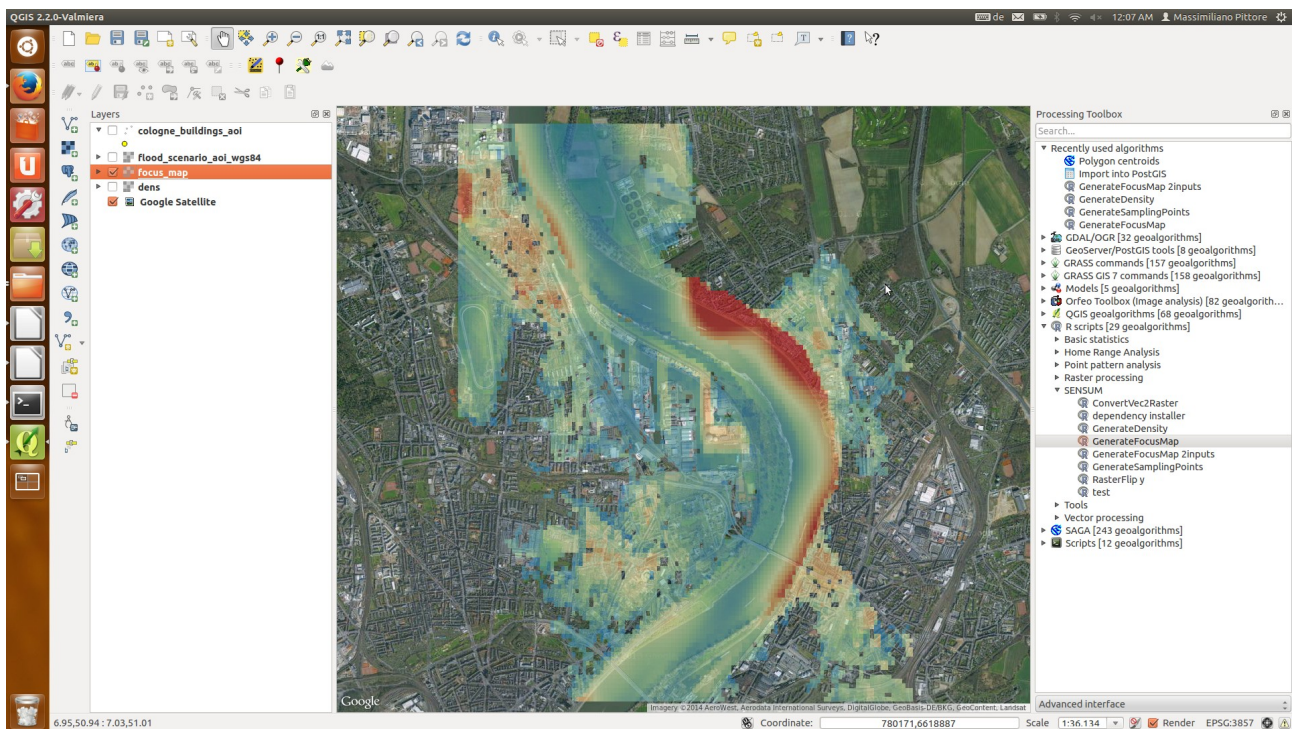 QGIS 2.2.0-Valmiera
de 12:07 AM Massimiliano Pittore
Layers
cologne_buildings_aoi
flood_scenario_aoi_wgs84
focus_map
dens
Google Satellite
Google
Imagery ©2014 AeroWest, Aerodata International Surveys, DigitalGlobe, GeoBasis-DE/BKG, GeoContent, Landsat
Processing Toolbox
Search...
Recently used algorithms
Polygon centroids
Import into PostGIS
GenerateFocusMap 2inputs
GenerateDensity
GenerateSamplingPoints
GenerateFocusMap
GDAL/OGR [32 geoalgorithms]
GeoServer/PostGIS tools [8 geoalgorithms]
GRASS commands [157 geoalgorithms]
GRASS GIS 7 commands [158 geoalgorithms]
Models [5 geoalgorithms]
Orfeo Toolbox (Image analysis) [82 geoalgorith...
QGIS geoalgorithms [68 geoalgorithms]
R scripts [29 geoalgorithms]
Basic statistics
Home Range Analysis
Point pattern analysis
Raster processing
SENSUM
ConvertVec2Raster
dependency installer
GenerateDensity
GenerateFocusMap
GenerateFocusMap 2inputs
GenerateSamplingPoints
RasterFlip y
test
Tools
Vector processing
SAGA [243 geoalgorithms]
Scripts [12 geoalgorithms]
Advanced interface
6.95,50.94 : 7.03,51.01
Coordinate: 780171,6618887 Scale 1:36.134 Render EPSG:3857